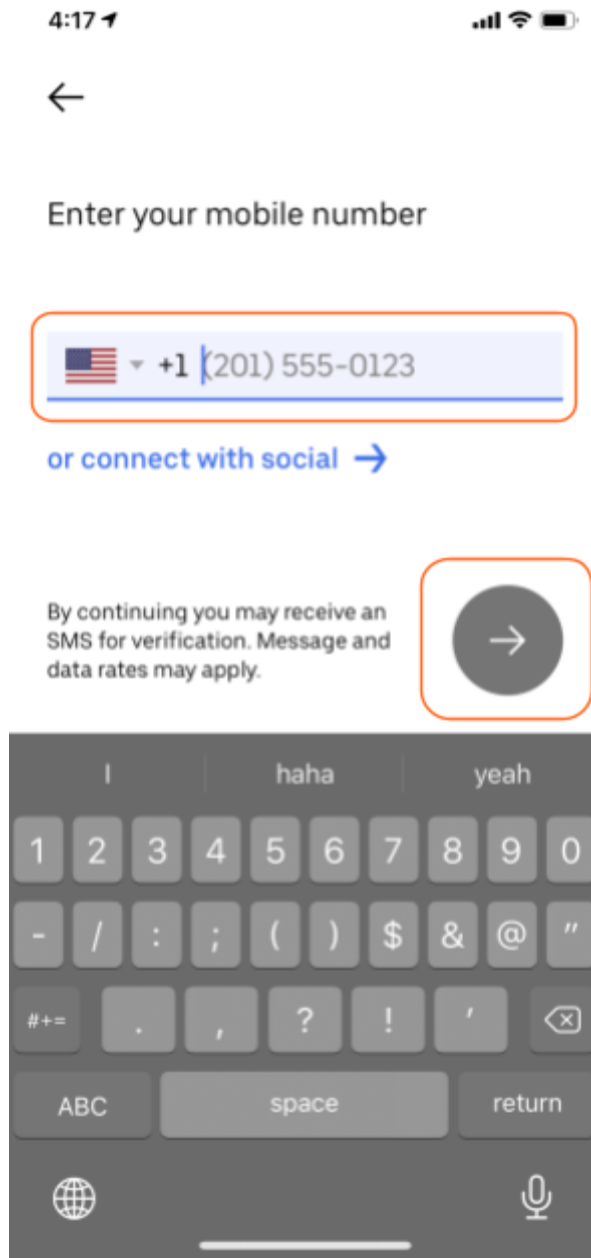 4:17
Enter your mobile number
+1 (201) 555-0123
or connect with social
By continuing you may receive an
SMS for verification. Message and
data rates may apply.
I haha yeah
1 2 3 4 5 6 7 8 9 0
- / : ; ( ) $ & @ "
#+= . , ? ! '
ABC space return